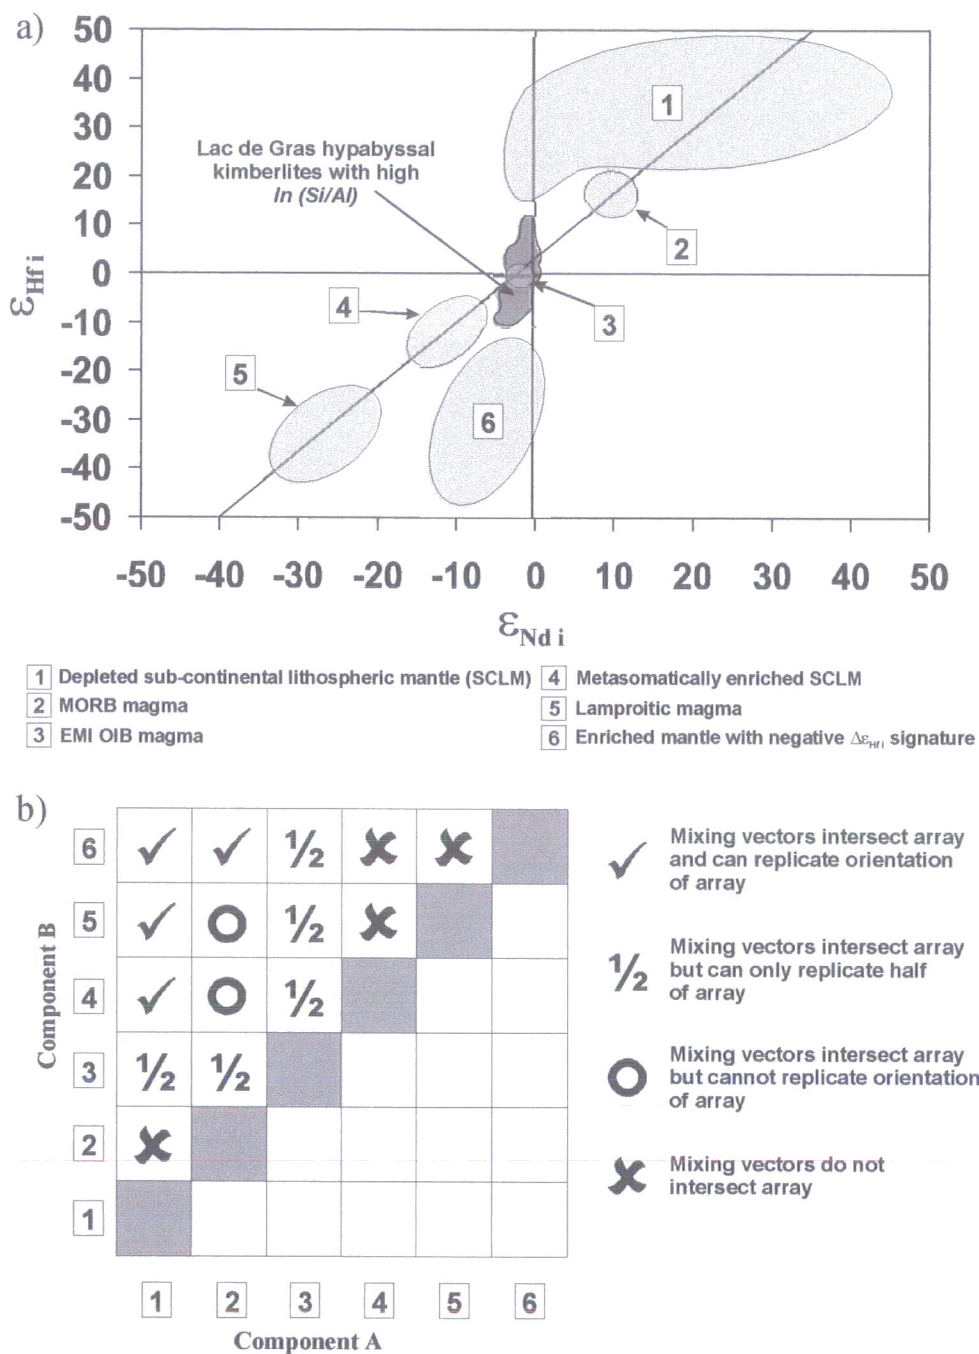 a)
50
40
30
20
10
0
-10
-20
-30
-40
-50
εHf i
Lac de Gras hypabyssal
kimberlites with high
ln (Si/Al)
1
2
3
4
5
6
-50 -40 -30 -20 -10 0 10 20 30 40 50
εNd i
1 Depleted sub-continental lithospheric mantle (SCLM)
2 MORB magma
3 EMI OIB magma
4 Metasomatically enriched SCLM
5 Lamproitic magma
6 Enriched mantle with negative ΔεHf i signature
b)
Component B
6 ✓ ✓ ½ ✘ ✘
5 ✓ O ½ ✘
4 ✓ O ½
3 ½ ½
2 ✘
1
1 2 3 4 5 6
Component A
✓ Mixing vectors intersect array
and can replicate orientation
of array
½ Mixing vectors intersect array
but can only replicate half
of array
O Mixing vectors intersect array
but cannot replicate orientation
of array
✘ Mixing vectors do not
intersect array